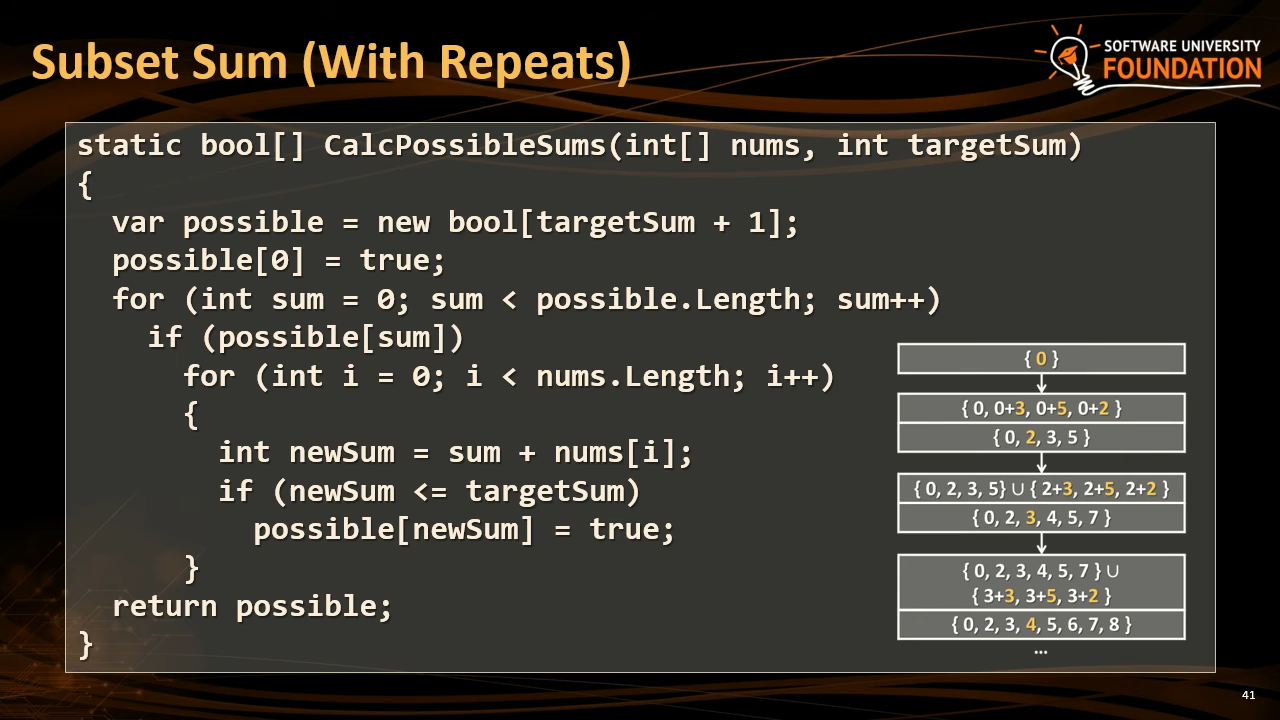 Subset Sum (With Repeats)
SOFTWARE UNIVERSITY
FOUNDATION
static bool[] CalcPossibleSums(int[] nums, int targetSum)
{
  var possible = new bool[targetSum + 1];
  possible[0] = true;
  for (int sum = 0; sum < possible.Length; sum++)
    if (possible[sum])
      for (int i = 0; i < nums.Length; i++)
      {
        int newSum = sum + nums[i];
        if (newSum <= targetSum)
          possible[newSum] = true;
      }
  return possible;
}
{ 0 }
{ 0, 0+3, 0+5, 0+2 }
{ 0, 2, 3, 5 }
{ 0, 2, 3, 5} ∪ { 2+3, 2+5, 2+2 }
{ 0, 2, 3, 4, 5, 7 }
{ 0, 2, 3, 4, 5, 7 } ∪
{ 3+3, 3+5, 3+2 }
{ 0, 2, 3, 4, 5, 6, 7, 8 }
…
41